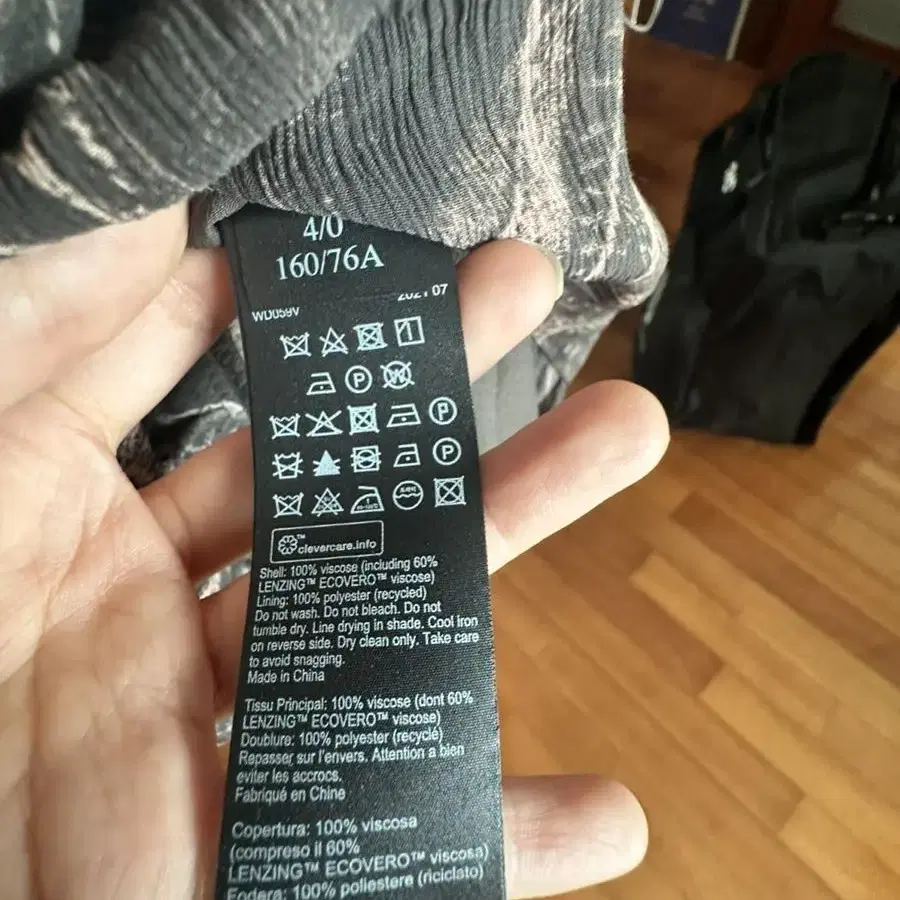 4/0
160/76A
2021 07
WD059V
clevercare.info
Shell: 100% viscose (including 60%
LENZING™ ECOVERO™ viscose)
Lining: 100% polyester (recycled)
Do not wash. Do not bleach. Do not
tumble dry. Line drying in shade. Cool iron
on reverse side. Dry clean only. Take care
to avoid snagging.
Made in China
Tissu Principal: 100% viscose (dont 60%
LENZING™ ECOVERO™ viscose)
Doublure: 100% polyester (recyclé)
Repasser sur l'envers. Attention a bien
eviter les accrocs.
Fabriqué en Chine
Copertura: 100% viscosa
(compreso il 60%
LENZING™ ECOVERO™ viscosa)
Fodera: 100% poliestere (riciclato)